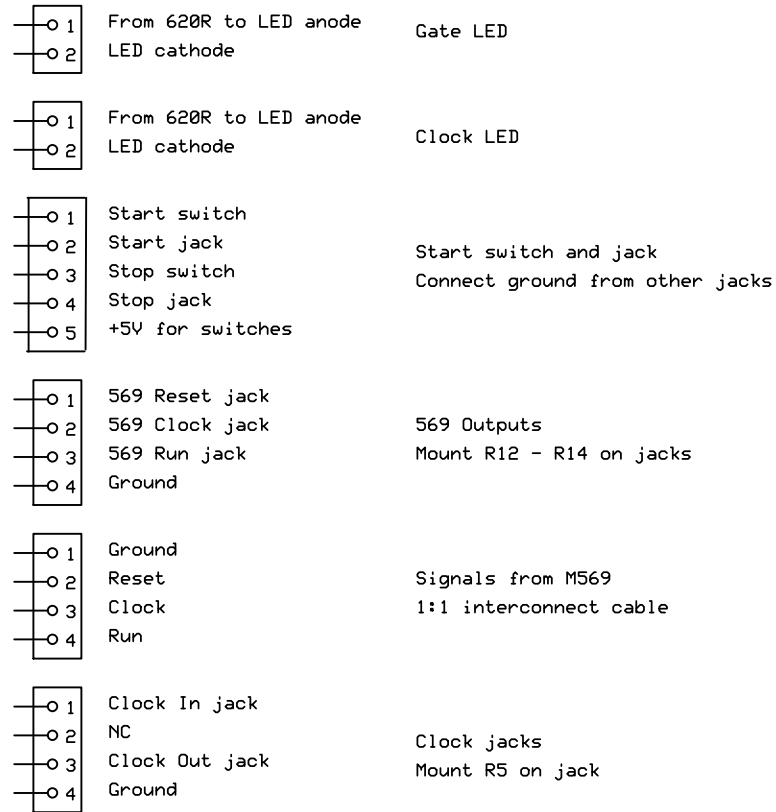 1 From 620R to LED anode
2 LED cathode
Gate LED
1 From 620R to LED anode
2 LED cathode
Clock LED
1 Start switch
2 Start jack
3 Stop switch
4 Stop jack
5 +5V for switches
Start switch and jack
Connect ground from other jacks
1 569 Reset jack
2 569 Clock jack
3 569 Run jack
4 Ground
569 Outputs
Mount R12 - R14 on jacks
1 Ground
2 Reset
3 Clock
4 Run
Signals from M569
1:1 interconnect cable
1 Clock In jack
2 NC
3 Clock Out jack
4 Ground
Clock jacks
Mount R5 on jack